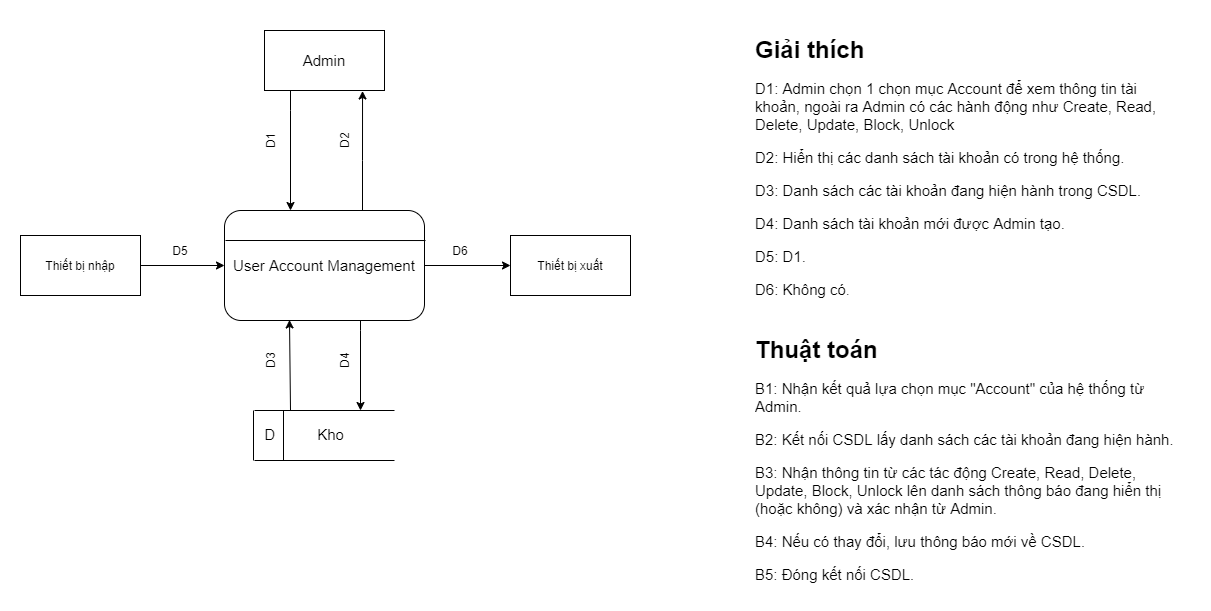 Admin
D1
D2
Thiết bị nhập
D5
User Account Management
D6
Thiết bị xuất
D3
D4
D
Kho
Giải thích
D1: Admin chọn 1 chọn mục Account để xem thông tin tài
khoản, ngoài ra Admin có các hành động như Create, Read,
Delete, Update, Block, Unlock
D2: Hiển thị các danh sách tài khoản có trong hệ thống.
D3: Danh sách các tài khoản đang hiện hành trong CSDL.
D4: Danh sách tài khoản mới được Admin tạo.
D5: D1.
D6: Không có.
Thuật toán
B1: Nhận kết quả lựa chọn mục "Account" của hệ thống từ
Admin.
B2: Kết nối CSDL lấy danh sách các tài khoản đang hiện hành.
B3: Nhận thông tin từ các tác động Create, Read, Delete,
Update, Block, Unlock lên danh sách thông báo đang hiển thị
(hoặc không) và xác nhận từ Admin.
B4: Nếu có thay đổi, lưu thông báo mới về CSDL.
B5: Đóng kết nối CSDL.